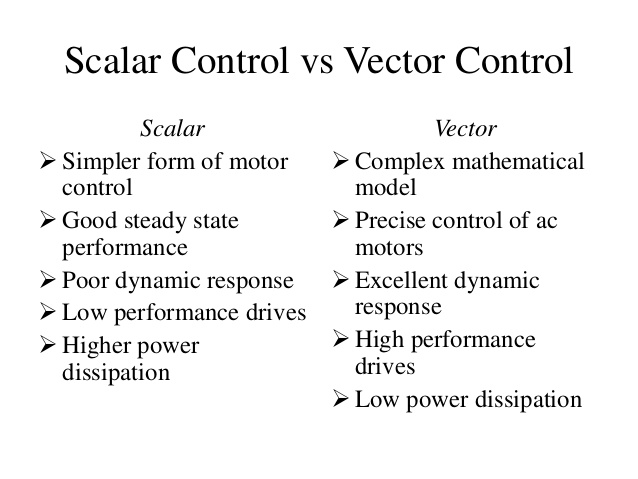 Scalar Control vs Vector Control
Scalar
➢ Simpler form of motor
control
➢ Good steady state
performance
➢ Poor dynamic response
➢ Low performance drives
➢ Higher power
dissipation
Vector
➢ Complex mathematical
model
➢ Precise control of ac
motors
➢ Excellent dynamic
response
➢ High performance
drives
➢ Low power dissipation